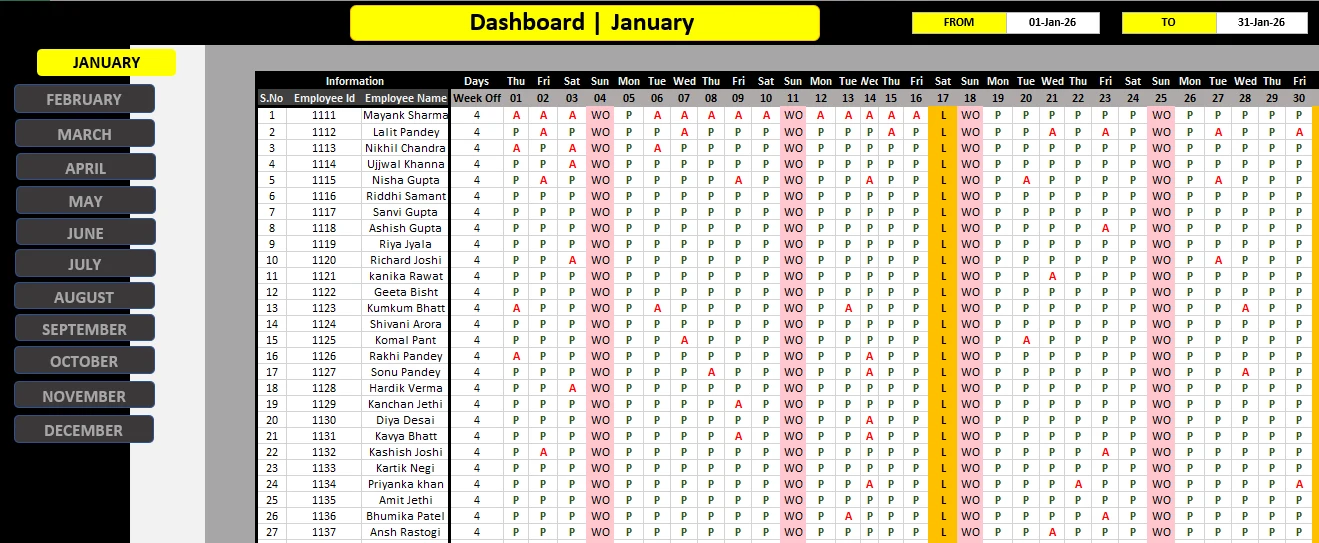 Dashboard | January
FROM 01-Jan-26 TO 31-Jan-26
JANUARY
FEBRUARY
MARCH
APRIL
MAY
JUNE
JULY
AUGUST
SEPTEMBER
OCTOBER
NOVEMBER
DECEMBER
Information Days Thu Fri Sat Sun Mon Tue Wed Thu Fri Sat Sun Mon Tue Wed Thu Fri Sat Sun Mon Tue Wed Thu Fri Sat Sun Mon Tue Wed Thu Fri
S.No Employee Id Employee Name Week Off 01 02 03 04 05 06 07 08 09 10 11 12 13 14 15 16 17 18 19 20 21 22 23 24 25 26 27 28 29 30
1 1111 Mayank Sharma 4 A A A WO P A A A A A WO A A A A A L WO P P P P P P WO P P P P P
2 1112 Lalit Pandey 4 P A P WO P P A P P P WO P P P A P L WO P P A P A P WO P A P P A
3 1113 Nikhil Chandra 4 A P A WO P A P P P P WO P P P P P L WO P P P P P P WO P P P P P
4 1114 Ujjwal Khanna 4 P P A WO P P P P P P WO P P P P P L WO P P P P P P WO P P P P P
5 1115 Nisha Gupta 4 P A P WO P P P P A P WO P P A P P L WO P A P P P P WO P A P P P
6 1116 Riddhi Samant 4 P P P WO P P P P P P WO P P P P P L WO P P P P P P WO P P P P P
7 1117 Sanvi Gupta 4 P P P WO P P P P P P WO P P P P P L WO P P P P P P WO P P P P P
8 1118 Ashish Gupta 4 P P P WO P P P P P P WO P P P P P L WO P P P P A P WO P P P P P
9 1119 Riya Jyala 4 P P P WO P P P P P P WO P P P P P L WO P P P P P P WO P P P P P
10 1120 Richard Joshi 4 P P A WO P P P P P P WO P P P P P L WO P P P P P P WO P A P P P
11 1121 kanika Rawat 4 P P P WO P P P P P P WO P P P P P L WO P P A P P P WO P P P P P
12 1122 Geeta Bisht 4 P P P WO P P P P P P WO P P P P P L WO P P P P P P WO P P P P P
13 1123 Kumkum Bhatt 4 A P P WO P A P P P P WO P A P P P L WO P P P P P P WO P P A P P
14 1124 Shivani Arora 4 P P P WO P P P P P P WO P P P P P L WO P P P P P P WO P P P P P
15 1125 Komal Pant 4 P P P WO P P A P P P WO P P P P P L WO P A P P P P WO P P P P P
16 1126 Rakhi Pandey 4 A P P WO P P P P P P WO P P A P P L WO P P P P P P WO P P P P P
17 1127 Sonu Pandey 4 P P P WO P P P A P P WO P P A P P L WO P P P P P P WO P P A P P
18 1128 Hardik Verma 4 P P A WO P P P P P P WO P P P P P L WO P P P P P P WO P P P P P
19 1129 Kanchan Jethi 4 P P P WO P P P P A P WO P P P P P L WO P P P P P P WO P P P P P
20 1130 Diya Desai 4 P P P WO P P P P P P WO P P A P P L WO P P P P P P WO P P P P P
21 1131 Kavya Bhatt 4 P P P WO P P P P A P WO P P A P P L WO P P P P P P WO P P P P P
22 1132 Kashish Joshi 4 P A P WO P P P P P P WO P P P P P L WO P P P P A P WO P P P P P
23 1133 Kartik Negi 4 P P P WO P P P P P P WO P P P P P L WO P P P P P P WO P P P P P
24 1134 Priyanka khan 4 P P P WO P P P P P P WO P P A P P L WO P P P A P P WO P P P P A
25 1135 Amit Jethi 4 P P P WO P P P P P P WO P P P P P L WO P P P P P P WO P P P P P
26 1136 Bhumika Patel 4 P P P WO P P P P P P WO P A P P P L WO P P P P A P WO P P P P P
27 1137 Ansh Rastogi 4 P P P WO P P P P P P WO P P P P P L WO P P A P P P WO P P P P P